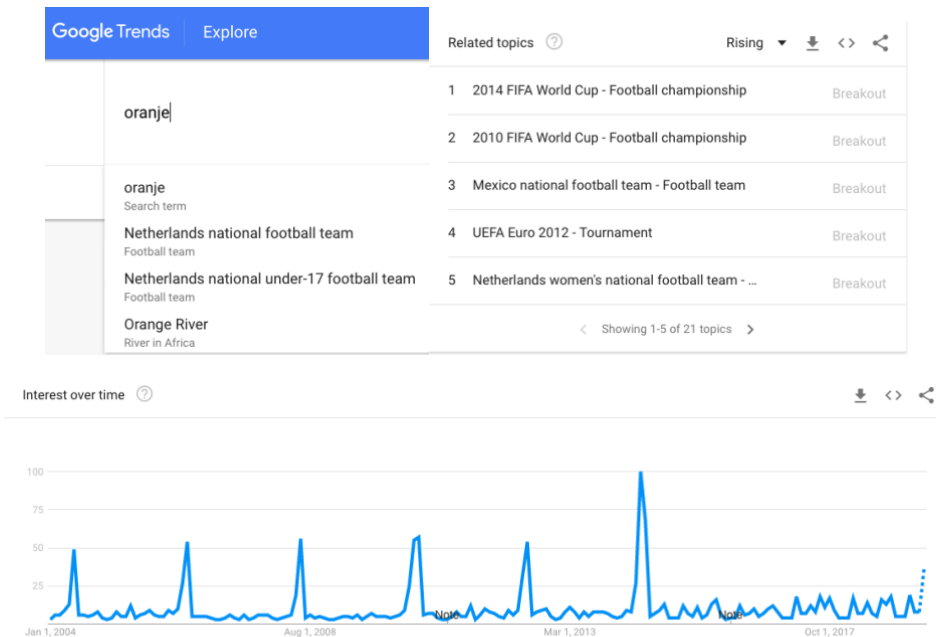 Google Trends Explore
oranje
oranje
Search term
Netherlands national football team
Football team
Netherlands national under-17 football team
Football team
Orange River
River in Africa
Related topics Rising
1 2014 FIFA World Cup - Football championship Breakout
2 2010 FIFA World Cup - Football championship Breakout
3 Mexico national football team - Football team Breakout
4 UEFA Euro 2012 - Tournament Breakout
5 Netherlands women's national football team - ... Breakout
Showing 1-5 of 21 topics
Interest over time
100
75
50
25
Note Note
Jan 1, 2004 Aug 1, 2008 Mar 1, 2013 Oct 1, 2017